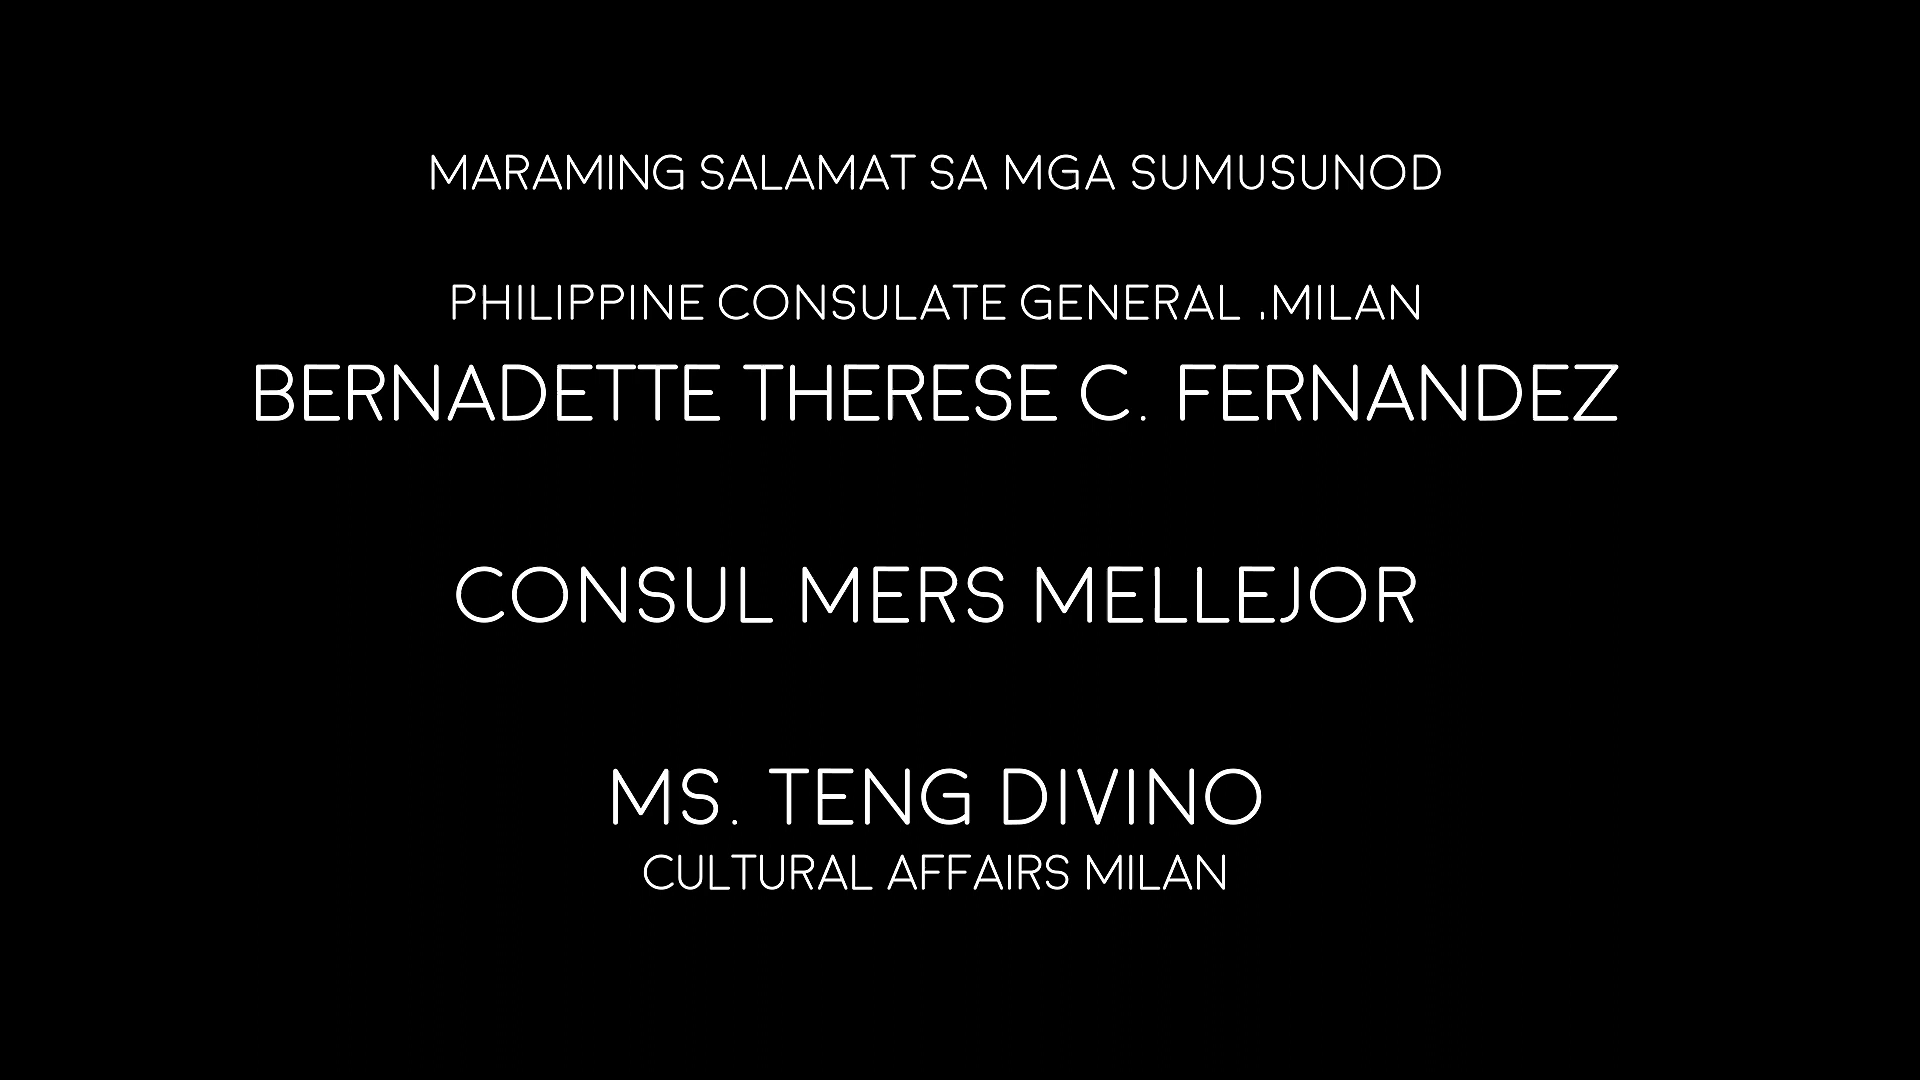 MARAMING SALAMAT SA MGA SUMUSUNOD
PHILIPPINE CONSULATE GENERAL ,MILAN
BERNADETTE THERESE C. FERNANDEZ
CONSUL MERS MELLEJOR
MS. TENG DIVINO
CULTURAL AFFAIRS MILAN